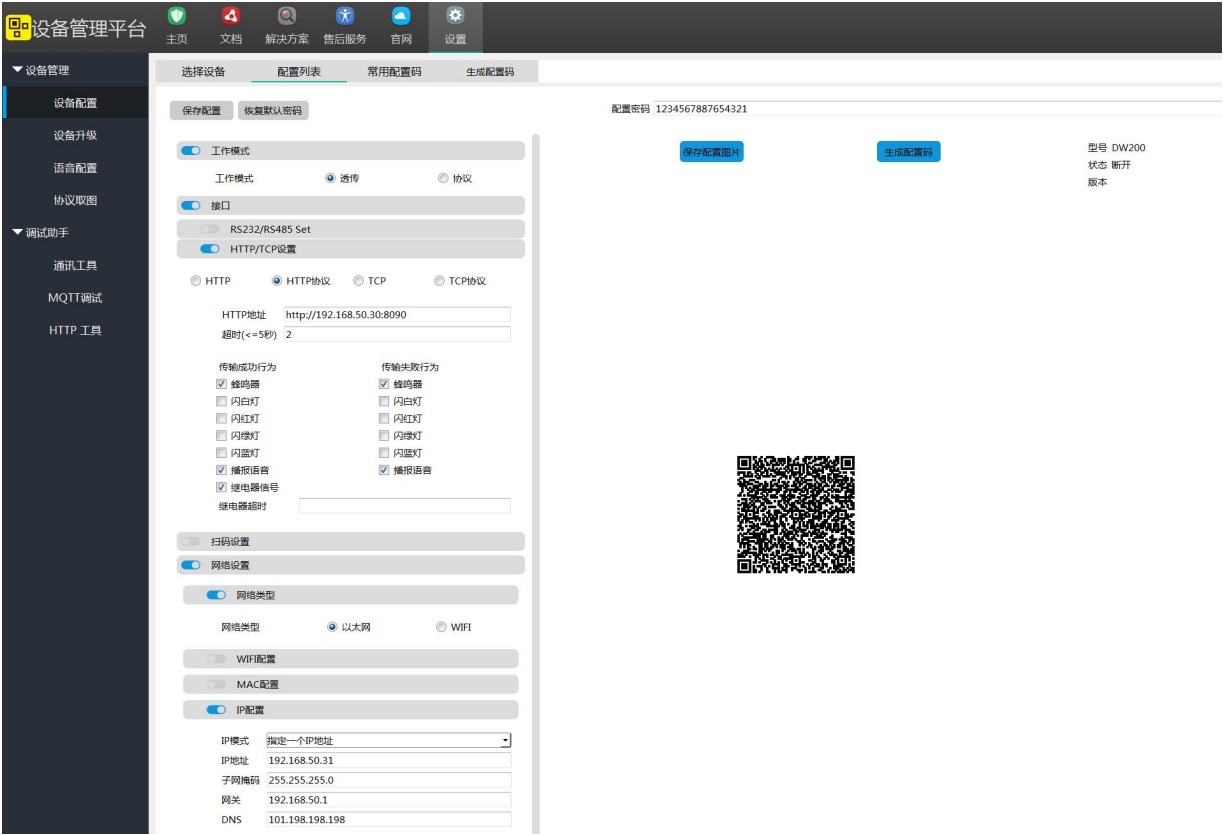 设备管理平台
主页 文档 解决方案 售后服务 官网 设置
设备管理
设备配置
设备升级
语音配置
协议取图
调试助手
通讯工具
MQTT调试
HTTP 工具
选择设备 配置列表 常用配置码 生成配置码
保存配置 恢复默认密码
配置密码 1234567887654321
保存配置图片 生成配置码
型号 DW200
状态 断开
版本
工作模式
工作模式 透传 协议
接口
RS232/RS485 Set
HTTP/TCP设置
HTTP HTTP协议 TCP TCP协议
HTTP地址 http://192.168.50.30:8090
超时(<=5秒) 2
传输成功行为 传输失败行为
蜂鸣器 蜂鸣器
闪白灯 闪白灯
闪红灯 闪红灯
闪绿灯 闪绿灯
闪蓝灯 闪蓝灯
播报语音 播报语音
继电器信号
继电器超时
扫码设置
网络设置
网络类型
网络类型 以太网 WIFI
WIFI配置
MAC配置
IP配置
IP模式 指定一个IP地址
IP地址 192.168.50.31
子网掩码 255.255.255.0
网关 192.168.50.1
DNS 101.198.198.198